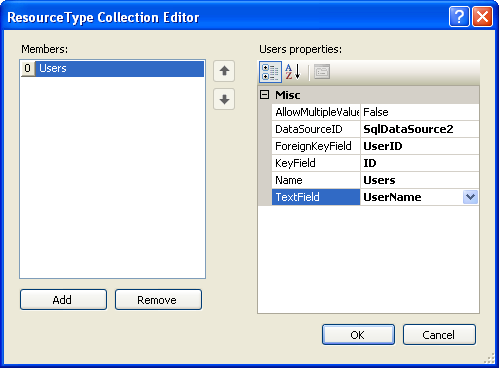 ResourceType Collection Editor
Members:
0 Users
Add
Remove
Users properties:
Misc
AllowMultipleValue False
DataSourceID SqlDataSource2
ForeignKeyField UserID
KeyField ID
Name Users
TextField UserName
OK
Cancel